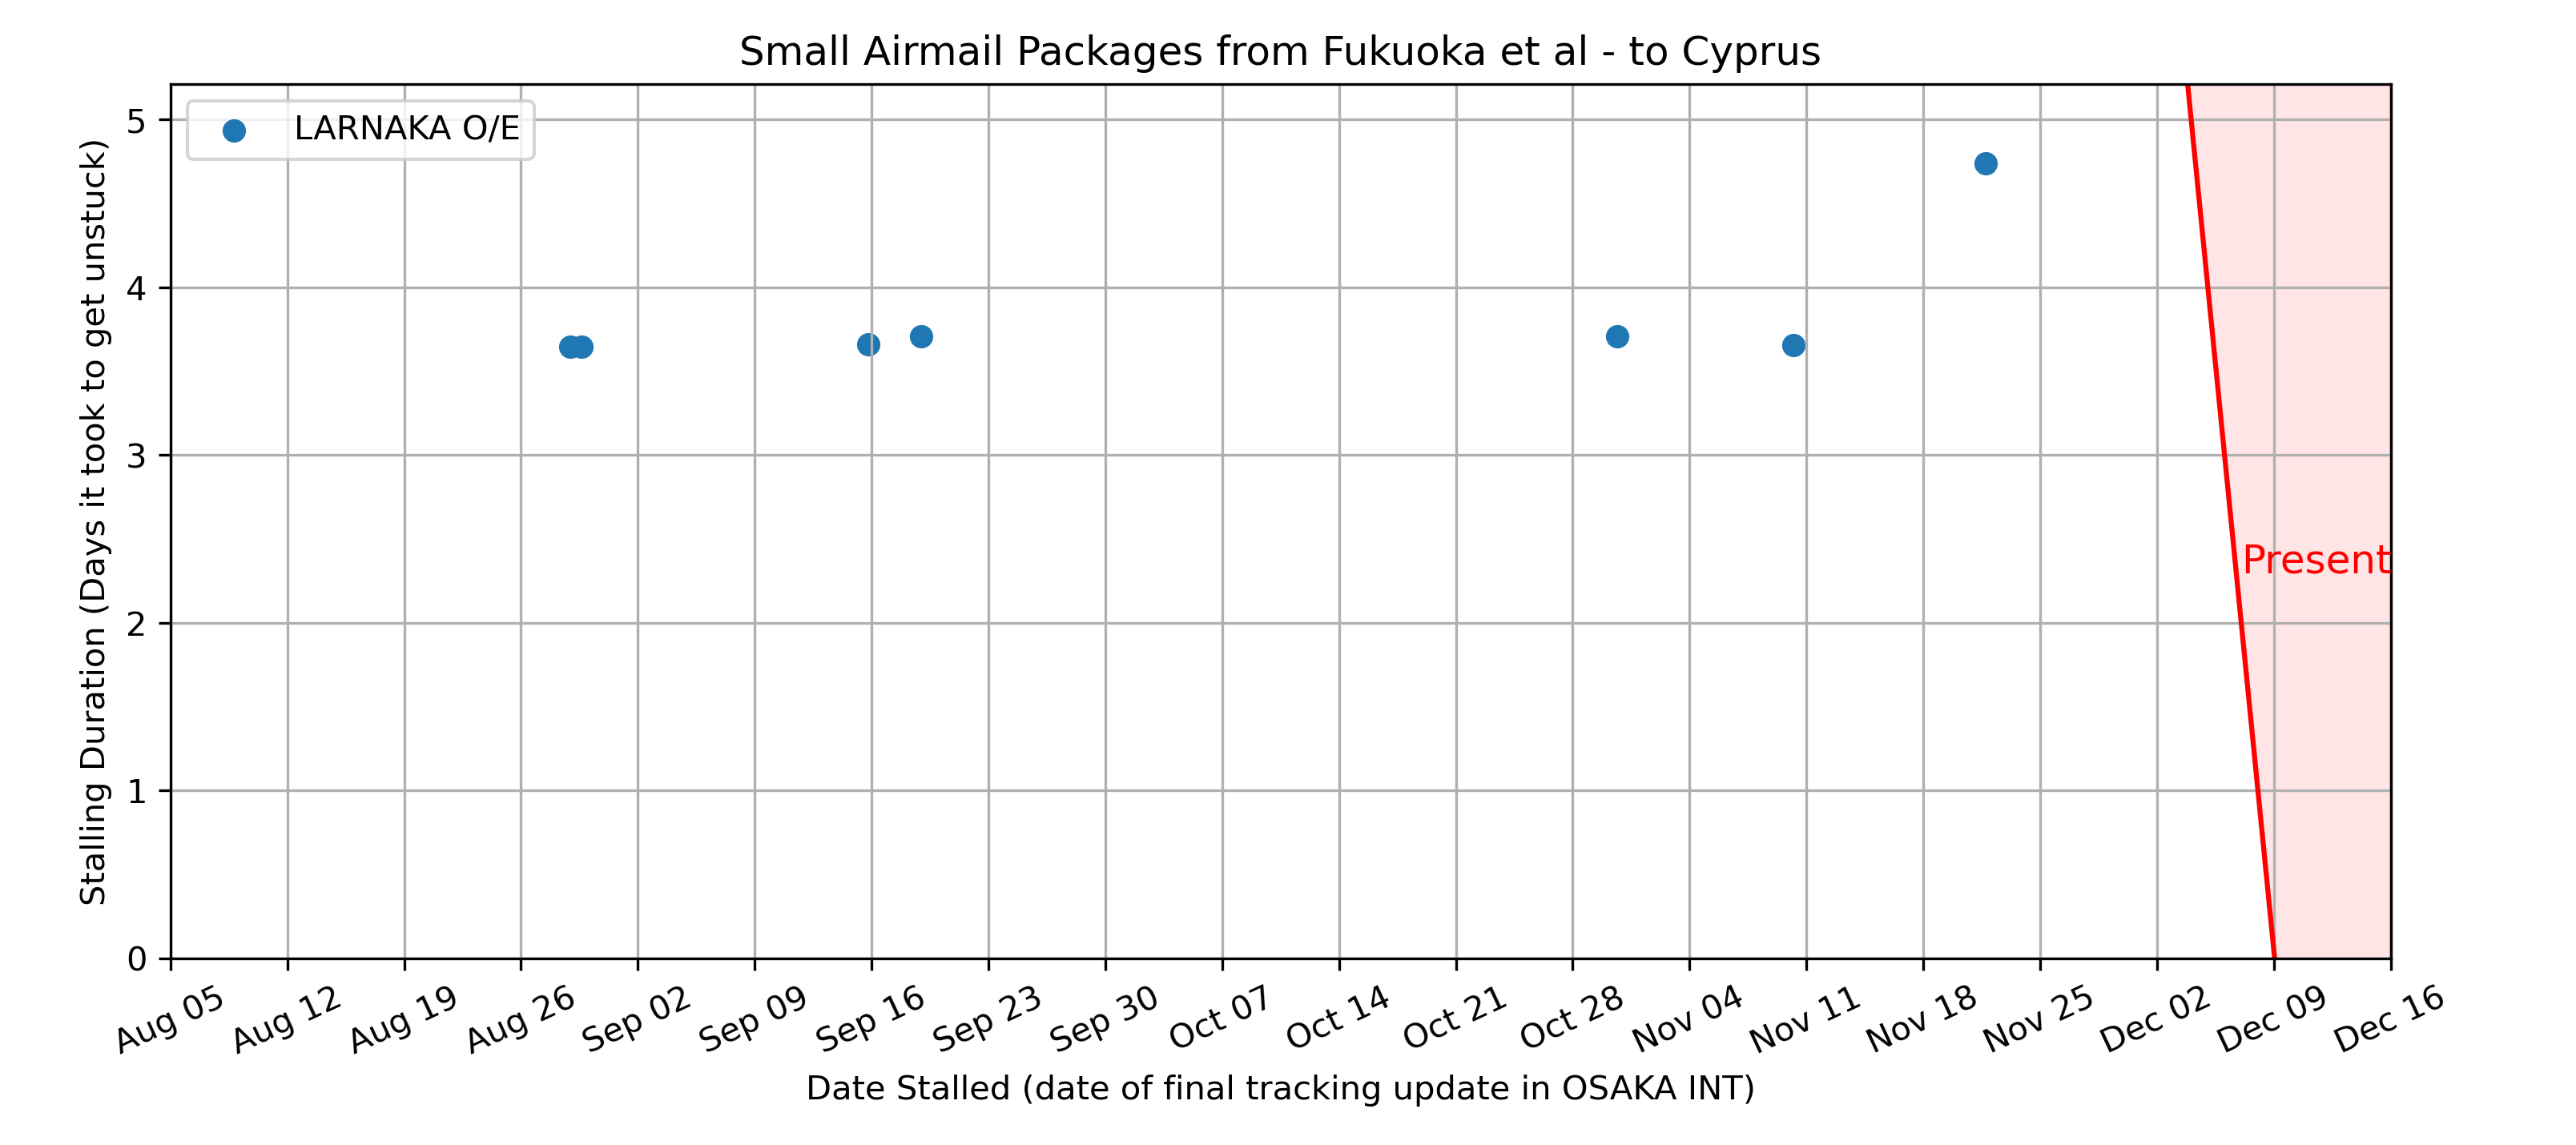 Small Airmail Packages from Fukuoka et al - to Cyprus
LARNAKA O/E
Stalling Duration (Days it took to get unstuck)
5
4
3
2
1
0
Present
Aug 05
Aug 12
Aug 19
Aug 26
Sep 02
Sep 09
Sep 16
Sep 23
Sep 30
Oct 07
Oct 14
Oct 21
Oct 28
Nov 04
Nov 11
Nov 18
Nov 25
Dec 02
Dec 09
Dec 16
Date Stalled (date of final tracking update in OSAKA INT)